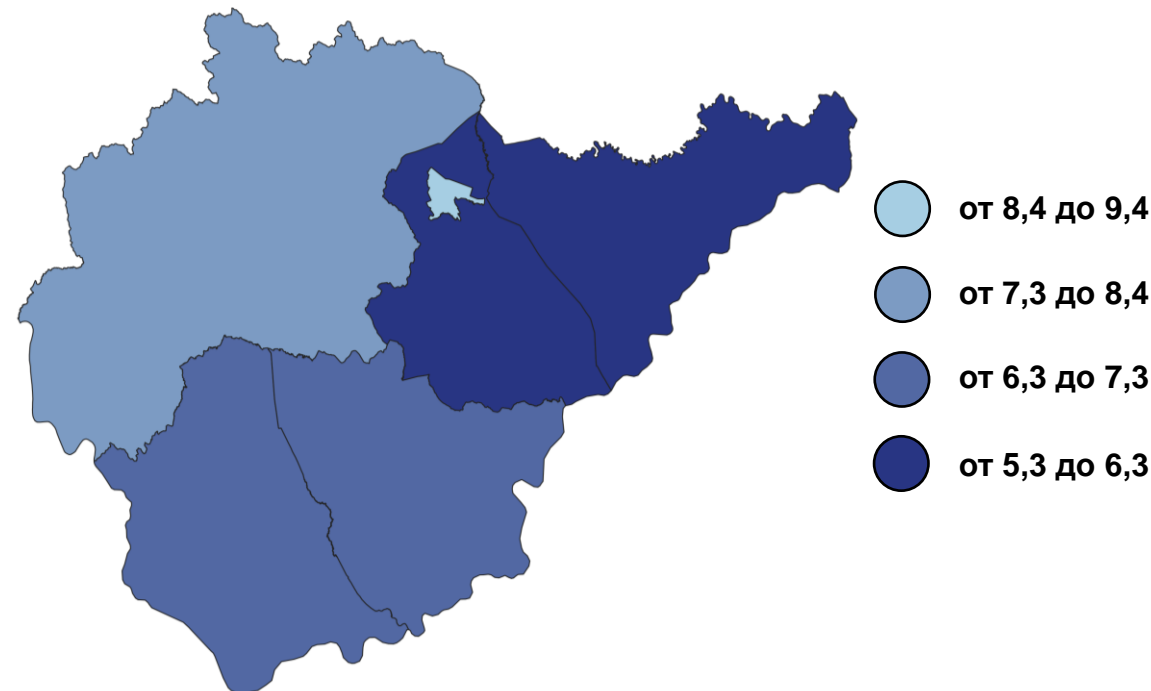 от 8,4 до 9,4
от 7,3 до 8,4
от 6,3 до 7,3
от 5,3 до 6,3